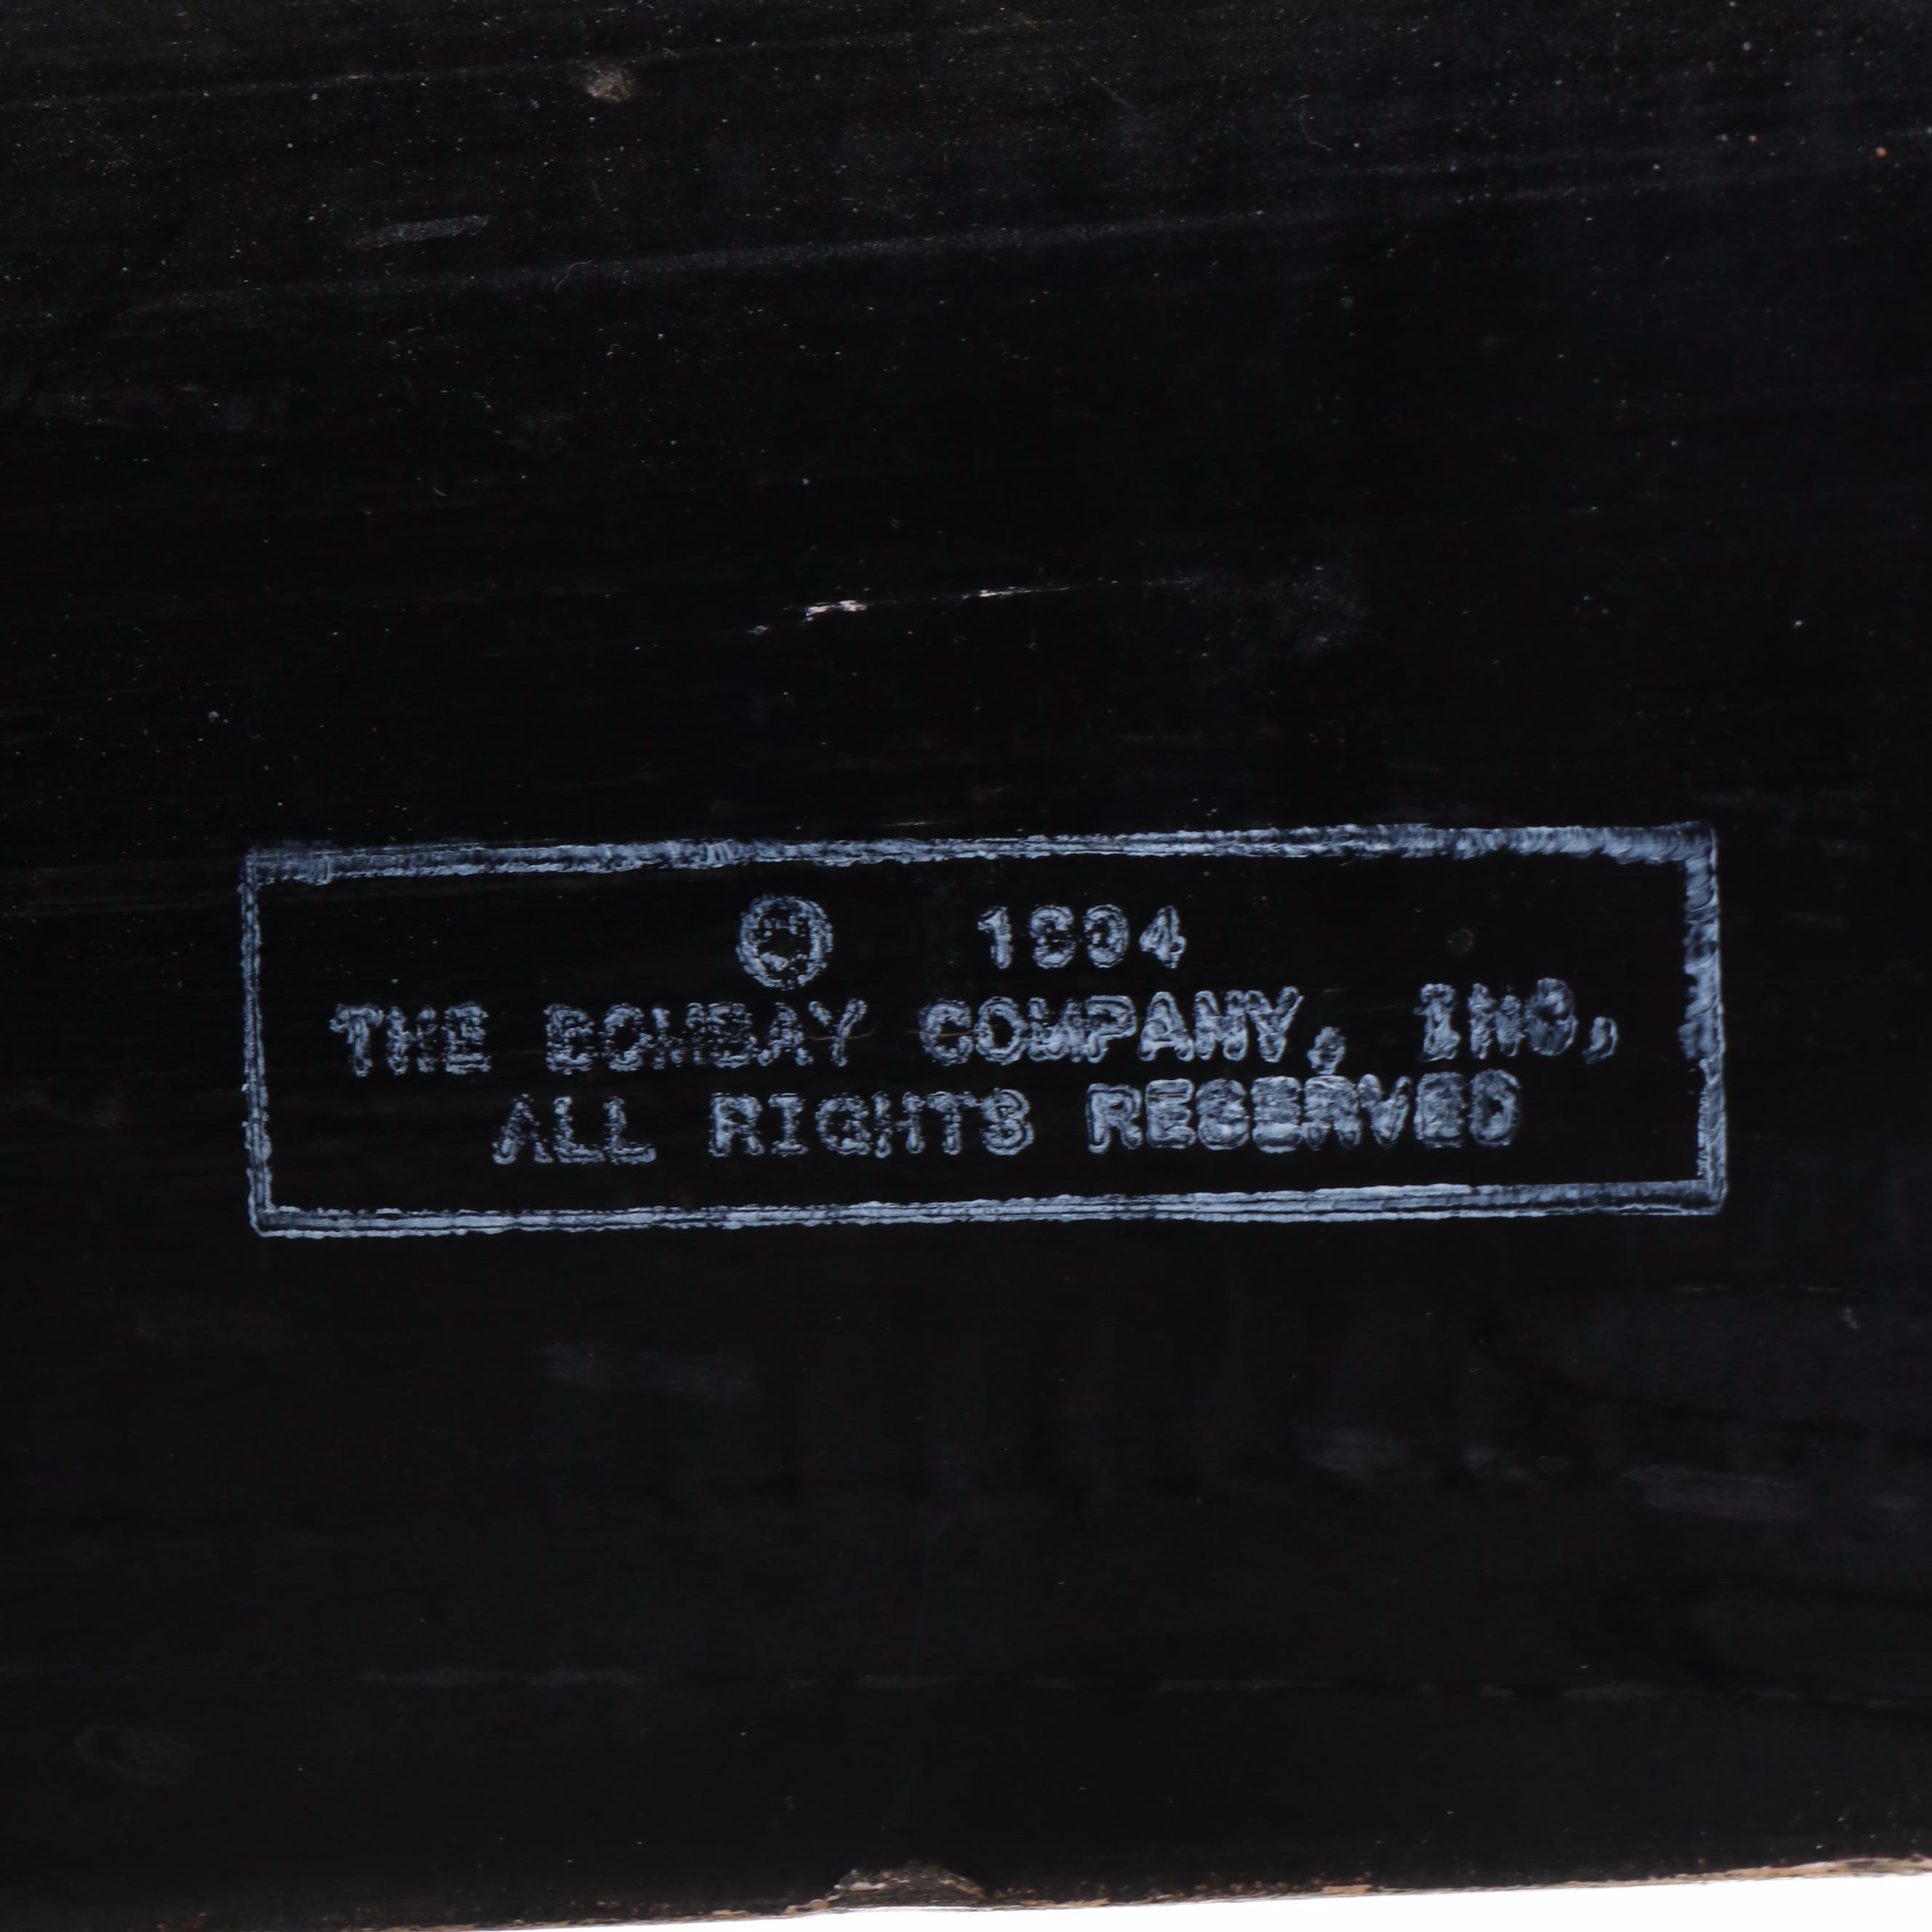 © 1994
THE BOMBAY COMPANY, INC.
ALL RIGHTS RESERVED